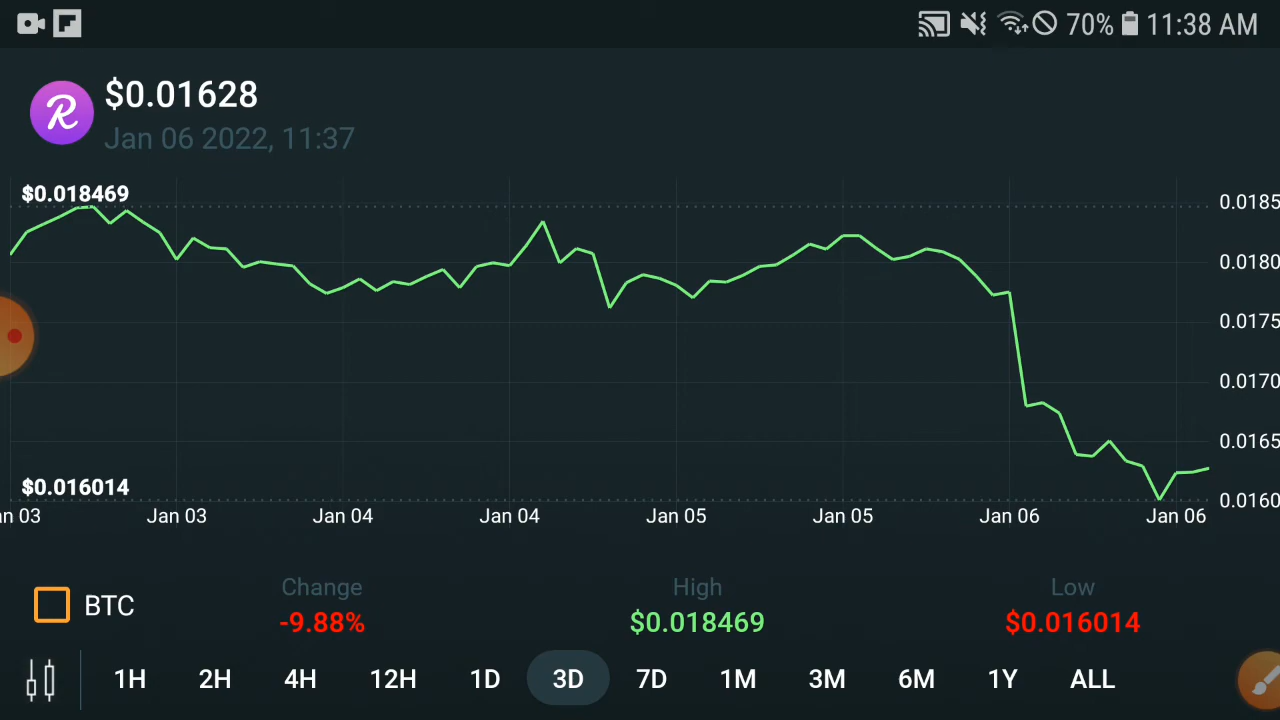 70% 11:38 AM
R $0.01628
Jan 06 2022, 11:37
$0.018469
0.0185
0.0180
0.0175
0.0170
0.0165
$0.016014
0.0160
n 03 Jan 03 Jan 04 Jan 04 Jan 05 Jan 05 Jan 06 Jan 06
Change High Low
BTC -9.88% $0.018469 $0.016014
1H 2H 4H 12H 1D 3D 7D 1M 3M 6M 1Y ALL